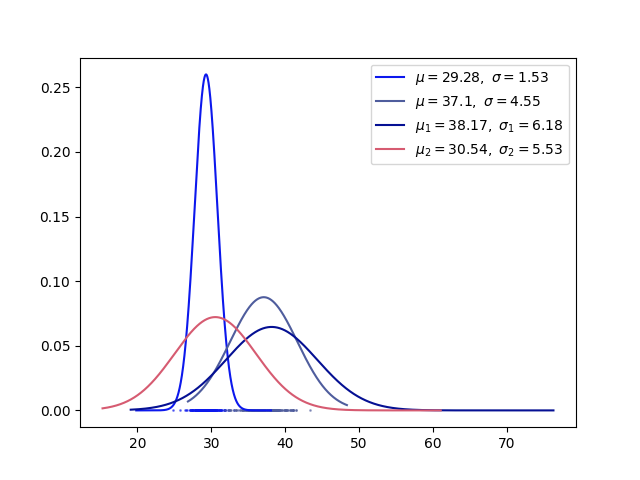 μ = 29.28, σ = 1.53
μ = 37.1, σ = 4.55
μ₁ = 38.17, σ₁ = 6.18
μ₂ = 30.54, σ₂ = 5.53
0.25
0.20
0.15
0.10
0.05
0.00
20 30 40 50 60 70